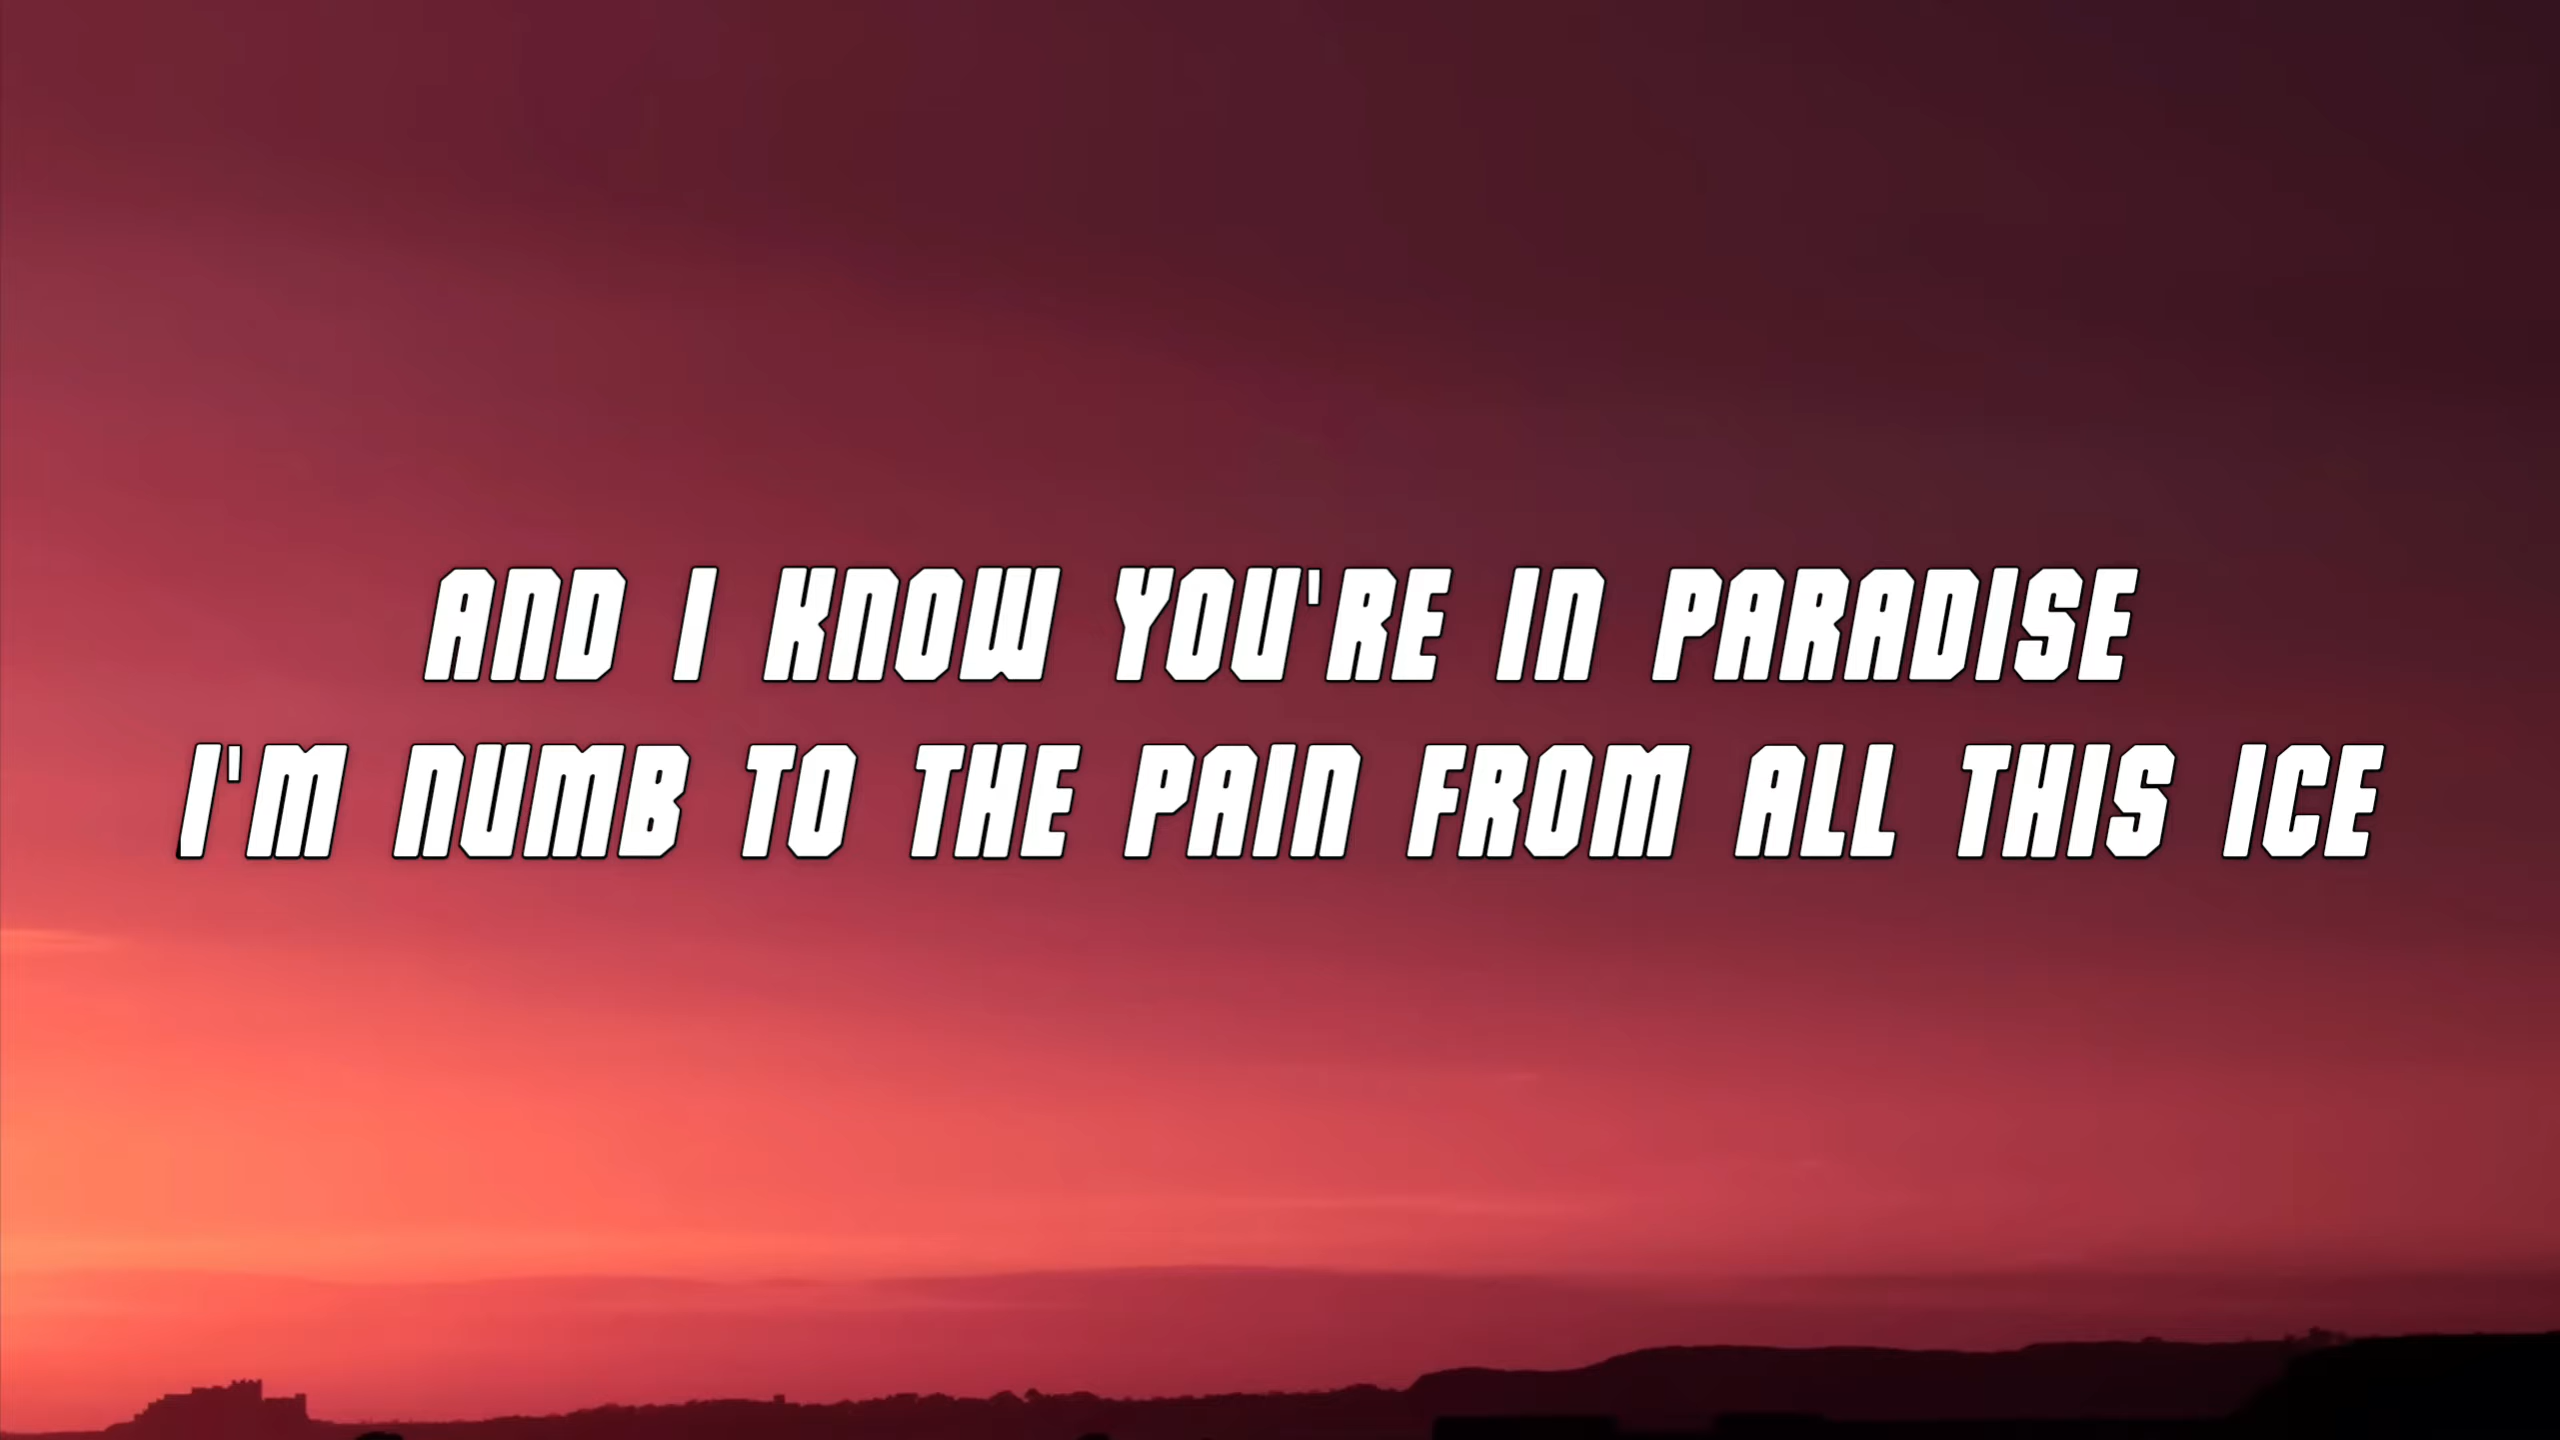 AND I KNOW YOU'RE IN PARADISE
I'M NUMB TO THE PAIN FROM ALL THIS ICE